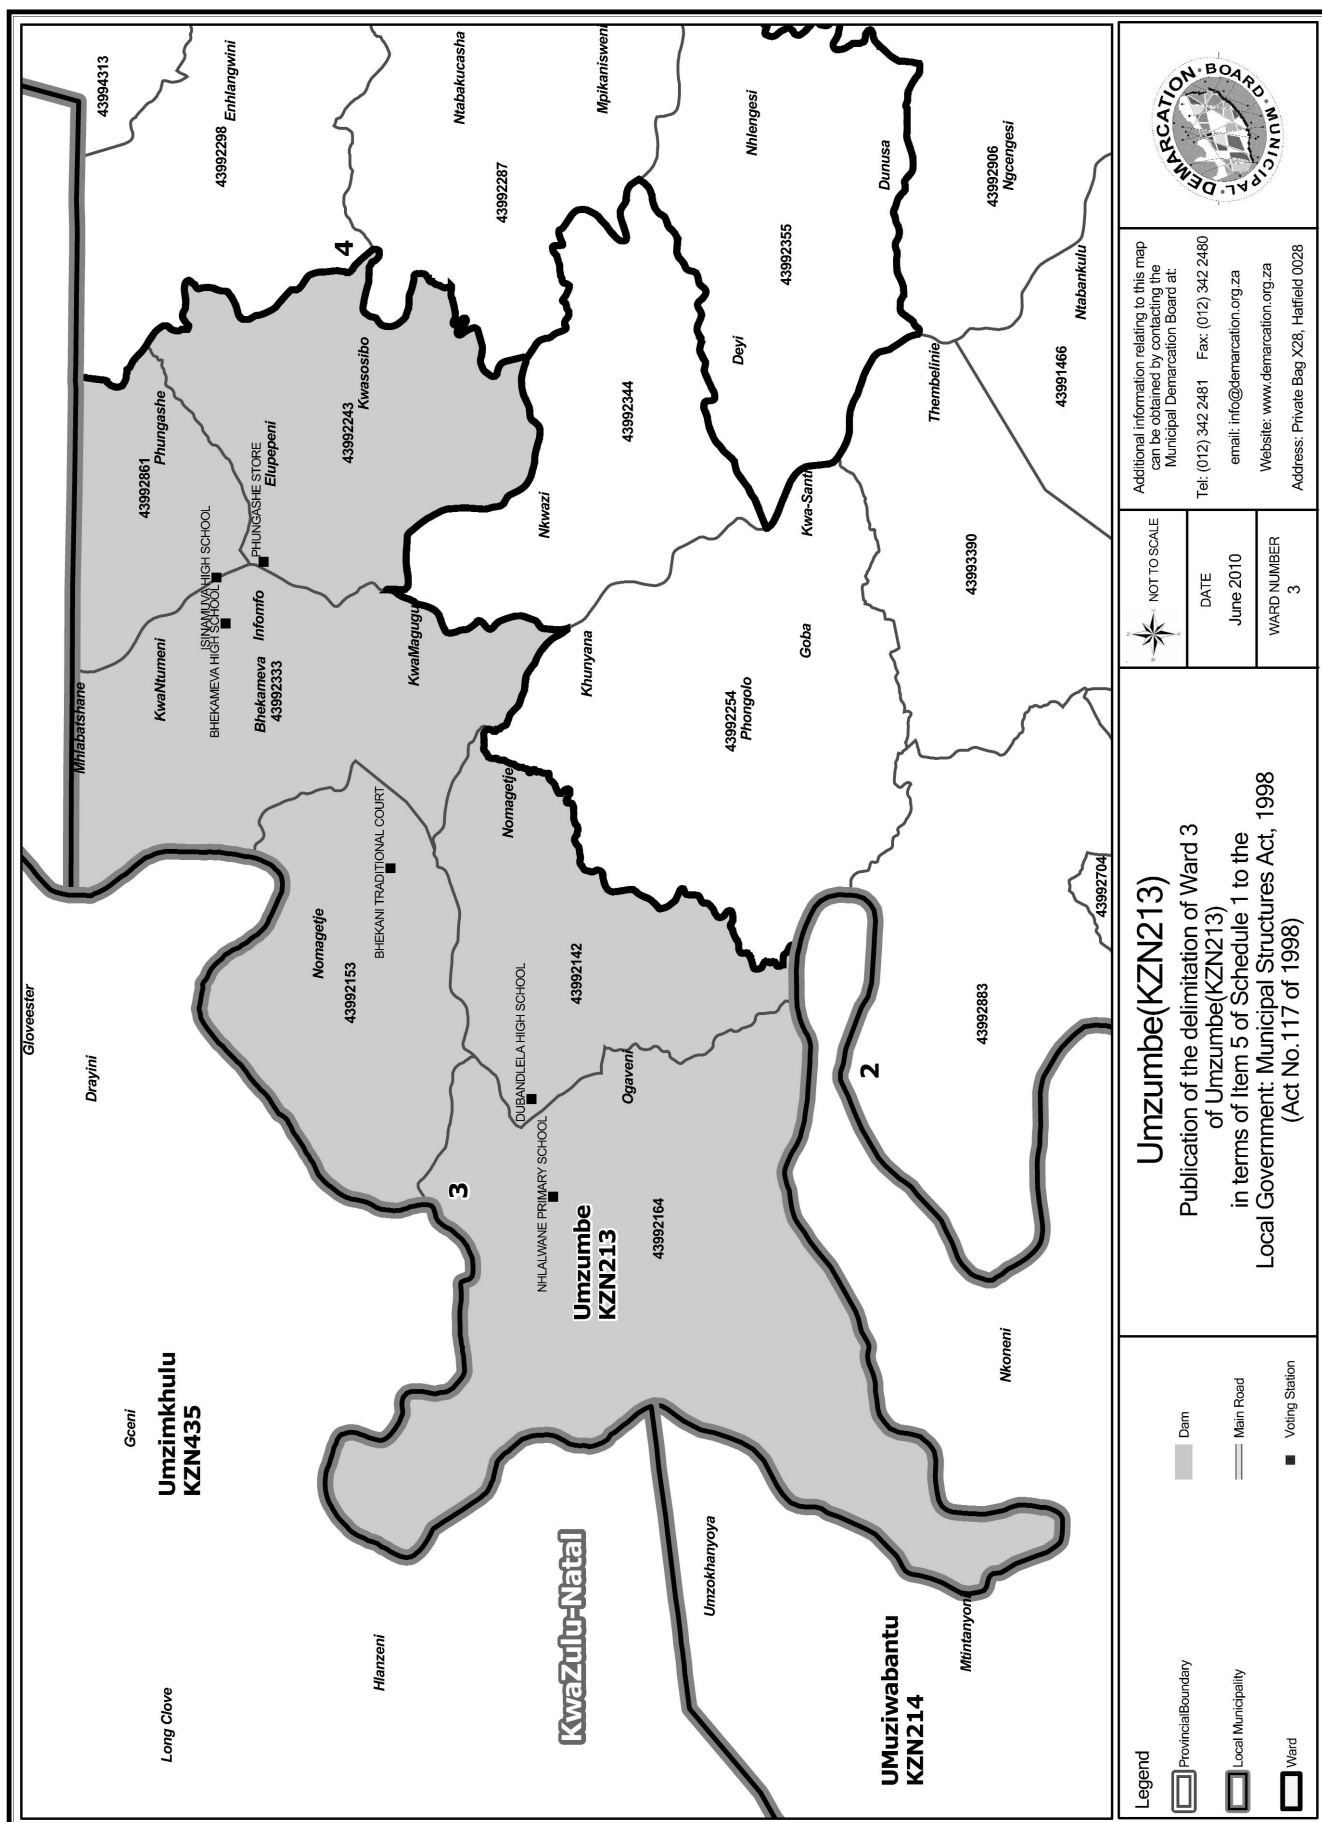 Gloveester
Drayini
Gceni
Umzimkhulu
KZN435
Long Clove
Hlanzeni
KwaZulu-Natal
Umzokhanyoya
UMuziwabantu
KZN214
Mtintanyoni
Nkoneni
Mhlabatshane
KwaNtumeni
ISINAMUVA HIGH SCHOOL
BHEKAMEVA HIGH SCHOOL
Bhekameva
43992333
Infomfo
43992861
Phungashe
PHUNGASHE STORE
Elupepeni
43992243
Kwasosibo
43994313
43992298
Enhlangwini
4
Ntabakucasha
43992287
Mpikanisweni
Nhlengesi
43992355
Dunusa
43992906
Ngcengesi
Ntabankulu
43991466
Thembelinie
Deyi
43992344
Nkwazi
KwaMagugu
Khunyana
Kwa-Santi
Goba
43993390
43992254
Phongolo
Nomagetje
BHEKANI TRADITIONAL COURT
Nomagetje
43992153
43992142
DUBANDLELA HIGH SCHOOL
Ogaveni
3
NHLALWANE PRIMARY SCHOOL
Umzumbe
KZN213
43992164
2
43992883
43992704
Legend
ProvincialBoundary
Local Municipality
Ward
Dam
Main Road
Voting Station
Umzumbe(KZN213)
Publication of the delimitation of Ward 3
of Umzumbe(KZN213)
in terms of Item 5 of Schedule 1 to the
Local Government: Municipal Structures Act, 1998
(Act No.117 of 1998)
N
W E
S
NOT TO SCALE
DATE
June 2010
WARD NUMBER
3
Additional information relating to this map
can be obtained by contacting the
Municipal Demarcation Board at:
Tel: (012) 342 2481 Fax: (012) 342 2480
email: info@demarcation.org.za
Website: www.demarcation.org.za
Address: Private Bag X28, Hatfield 0028
MUNICIPAL DEMARCATION BOARD